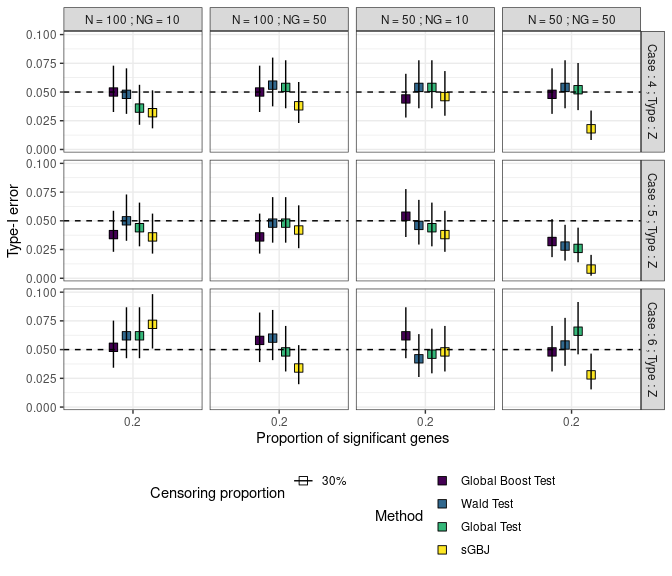 N = 100 ; NG = 10
N = 100 ; NG = 50
N = 50 ; NG = 10
N = 50 ; NG = 50
Type-I error
0.100
0.075
0.050
0.025
0.000
Case : 4 ; Type : Z
0.100
0.075
0.050
0.025
0.000
Case : 5 ; Type : Z
0.100
0.075
0.050
0.025
0.000
Case : 6 ; Type : Z
0.2
0.2
0.2
0.2
Proportion of significant genes
Censoring proportion
30%
Method
Global Boost Test
Wald Test
Global Test
sGBJ